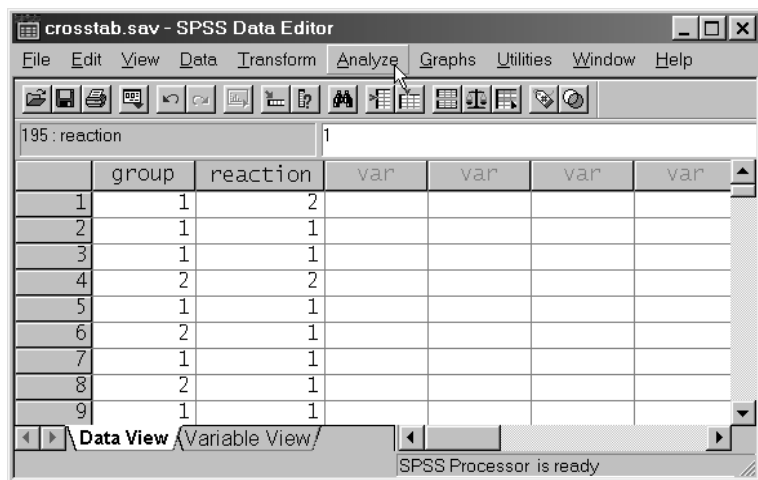 crosstab.sav - SPSS Data Editor
File Edit View Data Transform Analyze Graphs Utilities Window Help
195 : reaction 1
group reaction var var var var
1 1 2
2 1 1
3 1 1
4 2 2
5 1 1
6 2 1
7 1 1
8 2 1
9 1 1
Data View Variable View
SPSS Processor is ready